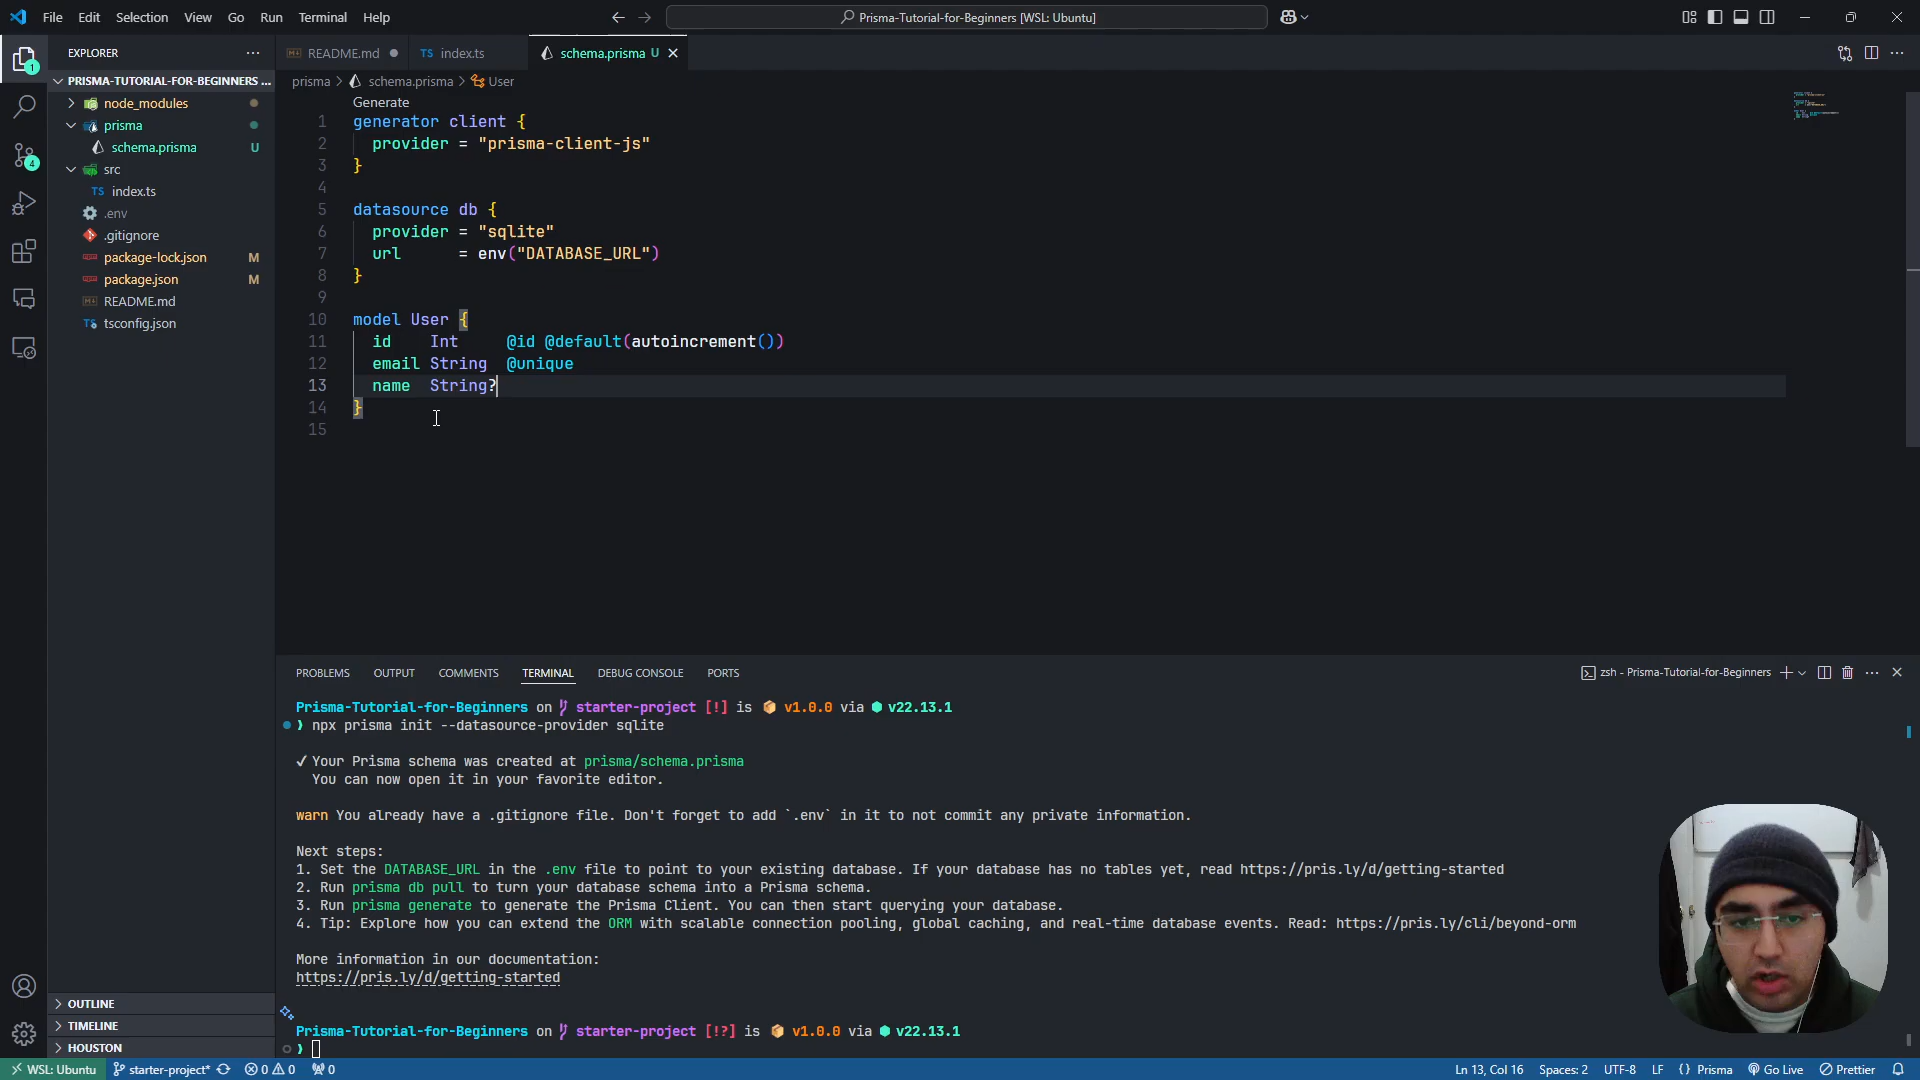 File Edit Selection View Go Run Terminal Help
Prisma-Tutorial-for-Beginners [WSL: Ubuntu]
EXPLORER
README.md
TS index.ts
schema.prisma U
PRISMA-TUTORIAL-FOR-BEGINNERS ...
prisma > schema.prisma > User
node_modules
prisma
schema.prisma U
src
TS index.ts
.env
.gitignore
package-lock.json M
package.json M
README.md
TS tsconfig.json
Generate
1 generator client {
2 provider = "prisma-client-js"
3 }
4
5 datasource db {
6 provider = "sqlite"
7 url = env("DATABASE_URL")
8 }
9
10 model User {
11 id Int @id @default(autoincrement())
12 email String @unique
13 name String?
14 }
15
PROBLEMS OUTPUT COMMENTS TERMINAL DEBUG CONSOLE PORTS
zsh - Prisma-Tutorial-for-Beginners
Prisma-Tutorial-for-Beginners on starter-project [!] is v1.0.0 via v22.13.1
❯ npx prisma init --datasource-provider sqlite
✓ Your Prisma schema was created at prisma/schema.prisma
You can now open it in your favorite editor.
warn You already have a .gitignore file. Don't forget to add `.env` in it to not commit any private information.
Next steps:
1. Set the DATABASE_URL in the .env file to point to your existing database. If your database has no tables yet, read https://pris.ly/d/getting-started
2. Run prisma db pull to turn your database schema into a Prisma schema.
3. Run prisma generate to generate the Prisma Client. You can then start querying your database.
4. Tip: Explore how you can extend the ORM with scalable connection pooling, global caching, and real-time database events. Read: https://pris.ly/cli/beyond-orm
More information in our documentation:
https://pris.ly/d/getting-started
Prisma-Tutorial-for-Beginners on starter-project [!?] is v1.0.0 via v22.13.1
❯
OUTLINE
TIMELINE
HOUSTON
1
4
WSL: Ubuntu starter-project* 0 0 0
Ln 13, Col 16 Spaces: 2 UTF-8 LF {} Prisma Go Live Prettier